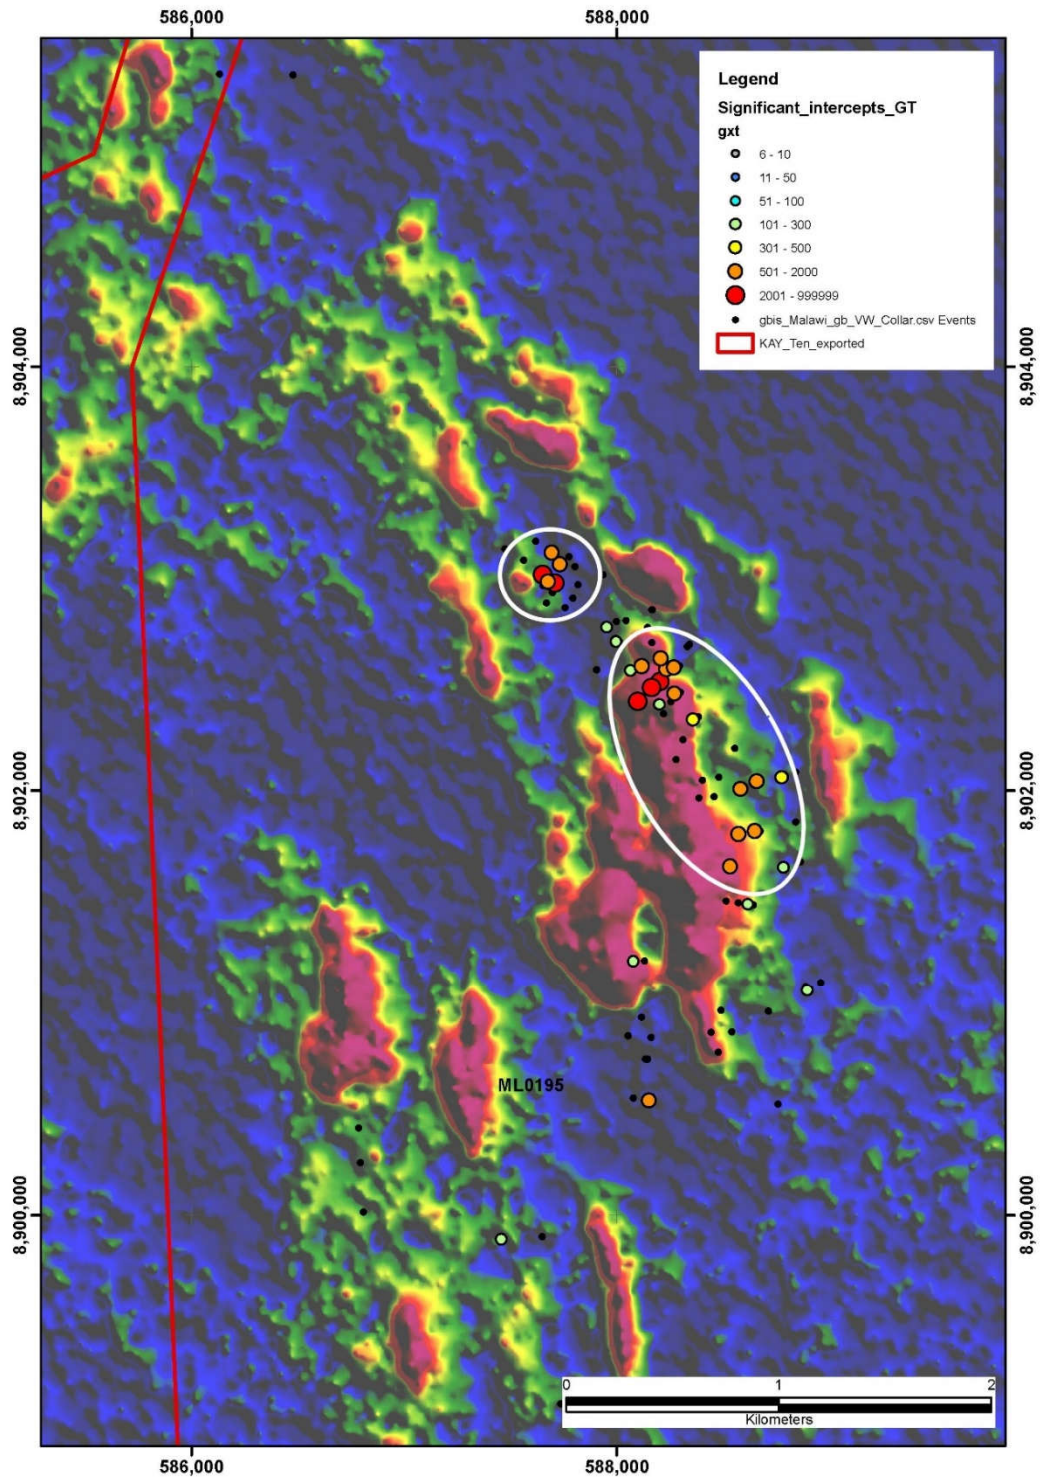 586,000
588,000
Legend
Significant_intercepts_GT
gxt
6 - 10
11 - 50
51 - 100
101 - 300
301 - 500
501 - 2000
2001 - 999999
gbis_Malawi_gb_VW_Collar.csv Events
KAY_Ten_exported
8,904,000
8,904,000
8,902,000
8,902,000
ML0195
8,900,000
8,900,000
0
1
2
Kilometers
586,000
588,000